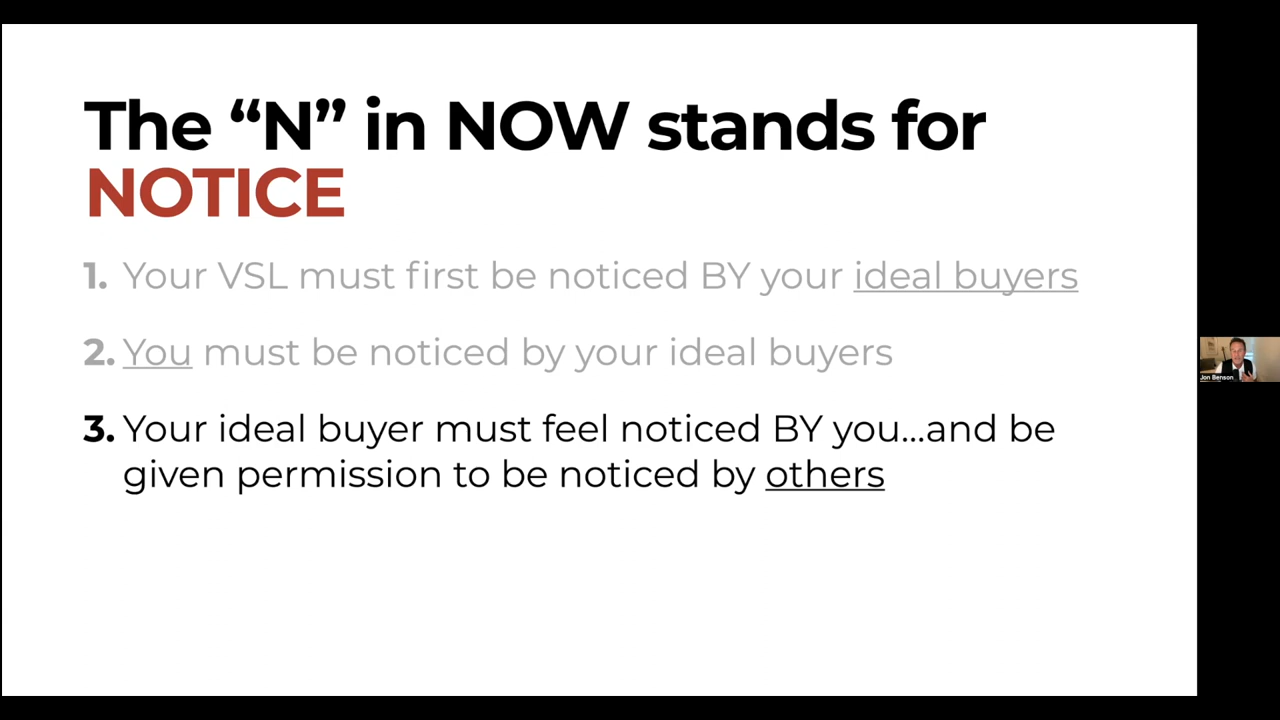 The “N” in NOW stands for
NOTICE
1. Your VSL must first be noticed BY your ideal buyers
2. You must be noticed by your ideal buyers
3. Your ideal buyer must feel noticed BY you...and be
given permission to be noticed by others
Jon Benson